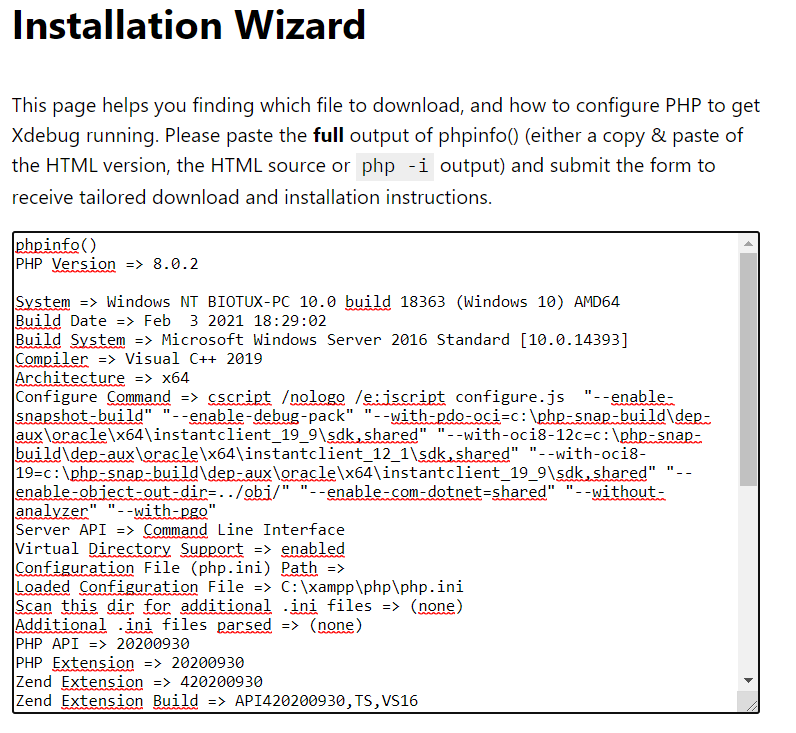 Installation Wizard
This page helps you finding which file to download, and how to configure PHP to get
Xdebug running. Please paste the full output of phpinfo() (either a copy & paste of
the HTML version, the HTML source or php -i output) and submit the form to
receive tailored download and installation instructions.
phpinfo()
PHP Version => 8.0.2
System => Windows NT BIOTUX-PC 10.0 build 18363 (Windows 10) AMD64
Build Date => Feb  3 2021 18:29:02
Build System => Microsoft Windows Server 2016 Standard [10.0.14393]
Compiler => Visual C++ 2019
Architecture => x64
Configure Command => cscript /nologo /e:jscript configure.js  "--enable-
snapshot-build" "--enable-debug-pack" "--with-pdo-oci=c:\php-snap-build\dep-
aux\oracle\x64\instantclient_19_9\sdk,shared" "--with-oci8-12c=c:\php-snap-
build\dep-aux\oracle\x64\instantclient_12_1\sdk,shared" "--with-oci8-
19=c:\php-snap-build\dep-aux\oracle\x64\instantclient_19_9\sdk,shared" "--
enable-object-out-dir=../obj/" "--enable-com-dotnet=shared" "--without-
analyzer" "--with-pgo"
Server API => Command Line Interface
Virtual Directory Support => enabled
Configuration File (php.ini) Path =>
Loaded Configuration File => C:\xampp\php\php.ini
Scan this dir for additional .ini files => (none)
Additional .ini files parsed => (none)
PHP API => 20200930
PHP Extension => 20200930
Zend Extension => 420200930
Zend Extension Build => API420200930,TS,VS16